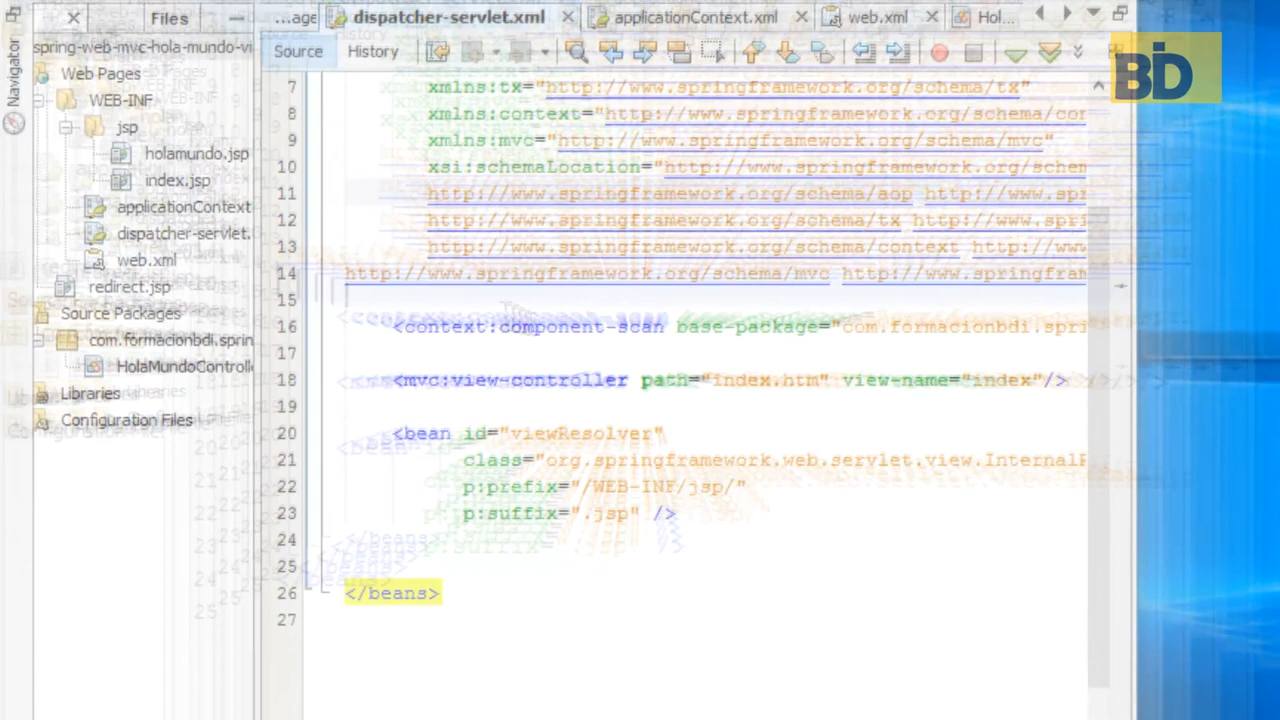 Files
...age
dispatcher-servlet.xml
applicationContext.xml
web.xml
Hol...
spring-web-mvc-hola-mundo-vi
Source
History
BDI
Navigator
Web Pages
WEB-INF
jsp
holamundo.jsp
index.jsp
applicationContext
dispatcher-servlet.
web.xml
redirect.jsp
Source Packages
com.formacionbdi.sprin
HolaMundoControlle
Libraries
Configuration Files
7 xmlns:tx="http://www.springframework.org/schema/tx"
8 xmlns:context="http://www.springframework.org/schema/con
9 xmlns:mvc="http://www.springframework.org/schema/mvc"
10 xsi:schemaLocation="http://www.springframework.org/schem
11 http://www.springframework.org/schema/aop http://www.spr
12 http://www.springframework.org/schema/tx http://www.spri
13 http://www.springframework.org/schema/context http://www
14 http://www.springframework.org/schema/mvc http://www.springfram
15
16 <context:component-scan base-package="com.formacionbdi.spri
17
18 <mvc:view-controller path="index.htm" view-name="index"/>
19
20 <bean id="viewResolver"
21 class="org.springframework.web.servlet.view.InternalR
22 p:prefix="/WEB-INF/jsp/"
23 p:suffix=".jsp" />
24
25
26 </beans>
27